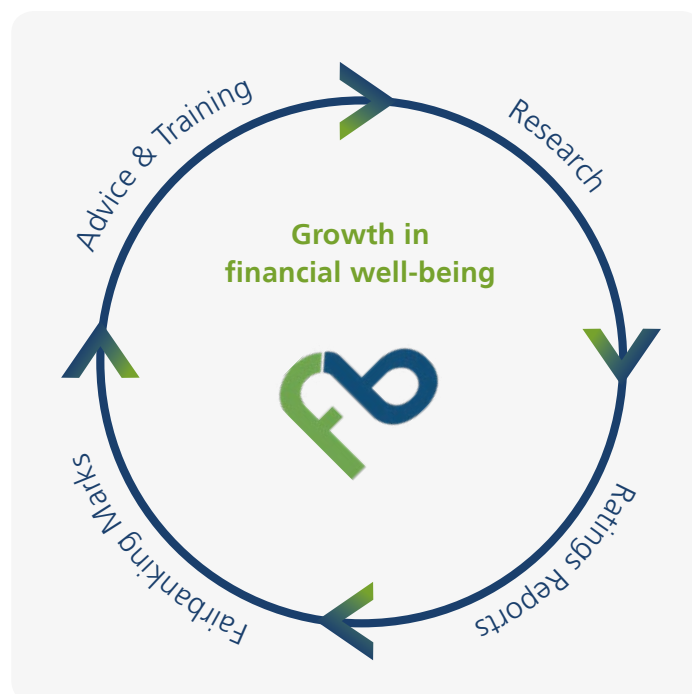 Advice & Training
Research
Growth in
financial well-being
Ratings Reports
Fairbanking Marks